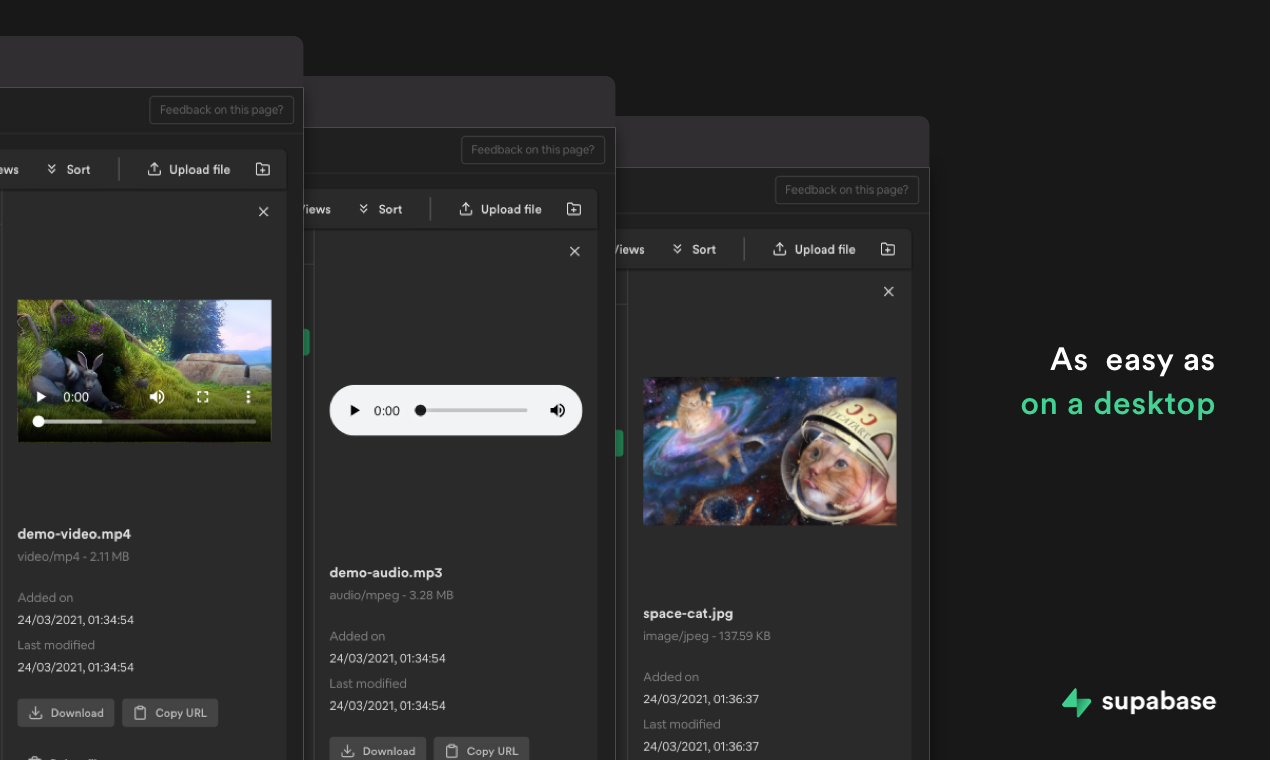 Feedback on this page?
ews Sort Upload file
0:00
demo-video.mp4
video/mp4 - 2.11 MB
Added on
24/03/2021, 01:34:54
Last modified
24/03/2021, 01:34:54
Download Copy URL
Feedback on this page?
iews Sort Upload file
0:00
demo-audio.mp3
audio/mpeg - 3.28 MB
Added on
24/03/2021, 01:34:54
Last modified
24/03/2021, 01:34:54
Download Copy URL
Feedback on this page?
Views Sort Upload file
space-cat.jpg
image/jpeg - 137.59 KB
Added on
24/03/2021, 01:36:37
Last modified
24/03/2021, 01:36:37
As easy as
on a desktop
supabase